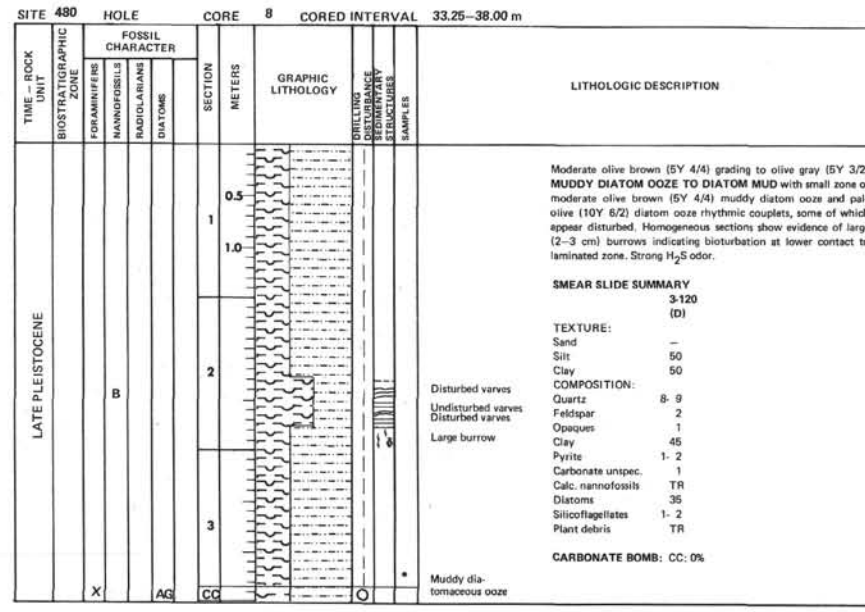 SITE 480 HOLE CORE 8 CORED INTERVAL 33.25–38.00 m
TIME – ROCK UNIT
BIOSTRATIGRAPHIC ZONE
FOSSIL CHARACTER
FORAMINIFERS
NANNOFOSSILS
RADIOLARIANS
DIATOMS
SECTION
METERS
GRAPHIC LITHOLOGY
DRILLING DISTURBANCE
SEDIMENTARY STRUCTURES
SAMPLES
LITHOLOGIC DESCRIPTION
LATE PLEISTOCENE
B
X
AG
1
0.5
1.0
2
3
CC
Disturbed varves
Undisturbed varves
Disturbed varves
Large burrow
*
Muddy dia-
tomaceous ooze
Moderate olive brown (5Y 4/4) grading to olive gray (5Y 3/2
MUDDY DIATOM OOZE TO DIATOM MUD with small zone o
moderate olive brown (5Y 4/4) muddy diatom ooze and pal
olive (10Y 6/2) diatom ooze rhythmic couplets, some of which
appear disturbed. Homogeneous sections show evidence of larg
(2–3 cm) burrows indicating bioturbation at lower contact t
laminated zone. Strong H2S odor.
SMEAR SLIDE SUMMARY
3-120
(D)
TEXTURE:
Sand –
Silt 50
Clay 50
COMPOSITION:
Quartz 8- 9
Feldspar 2
Opaques 1
Clay 45
Pyrite 1- 2
Carbonate unspec. 1
Calc. nannofossils TR
Diatoms 35
Silicoflagellates 1- 2
Plant debris TR
CARBONATE BOMB: CC: 0%